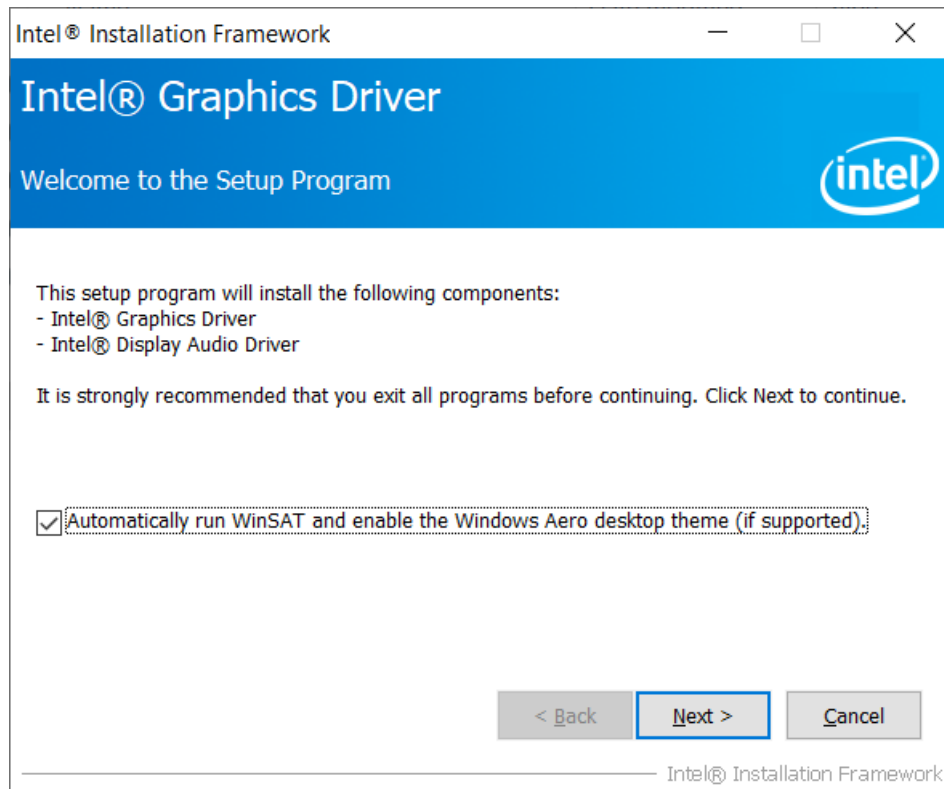 Intel® Installation Framework
Intel® Graphics Driver
Welcome to the Setup Program
intel
This setup program will install the following components:
- Intel® Graphics Driver
- Intel® Display Audio Driver
It is strongly recommended that you exit all programs before continuing. Click Next to continue.
Automatically run WinSAT and enable the Windows Aero desktop theme (if supported).
< Back
Next >
Cancel
Intel® Installation Framework